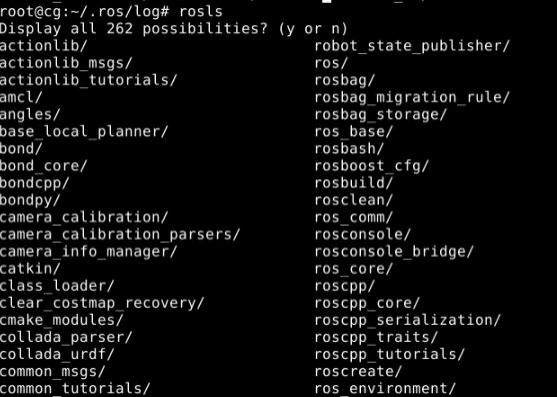 root@cg:~/.ros/log# rosls
Display all 262 possibilities? (y or n)
actionlib/ robot_state_publisher/
actionlib_msgs/ ros/
actionlib_tutorials/ rosbag/
amcl/ rosbag_migration_rule/
angles/ rosbag_storage/
base_local_planner/ ros_base/
bond/ rosbash/
bond_core/ rosboost_cfg/
bondcpp/ rosbuild/
bondpy/ rosclean/
camera_calibration/ ros_comm/
camera_calibration_parsers/ rosconsole/
camera_info_manager/ rosconsole_bridge/
catkin/ ros_core/
class_loader/ roscpp/
clear_costmap_recovery/ roscpp_core/
cmake_modules/ roscpp_serialization/
collada_parser/ roscpp_traits/
collada_urdf/ roscpp_tutorials/
common_msgs/ roscreate/
common_tutorials/ ros_environment/